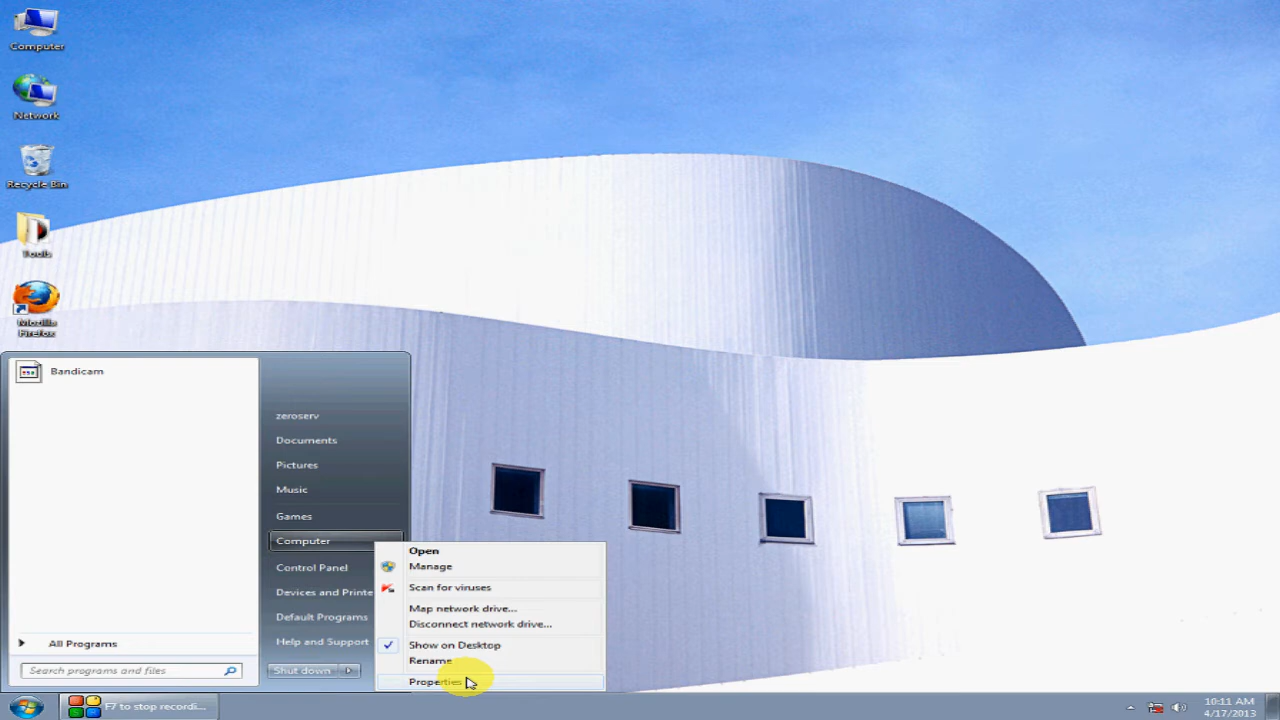 Computer
Network
Recycle Bin
Tools
Mozilla
Firefox
Bandicam
All Programs
Search programs and files
zeroserv
Documents
Pictures
Music
Games
Computer
Control Panel
Devices and Printe
Default Programs
Help and Support
Shut down
Open
Manage
Scan for viruses
Map network drive...
Disconnect network drive...
Show on Desktop
Rename
Properties
F7 to stop recordi...
10:11 AM
4/17/2013